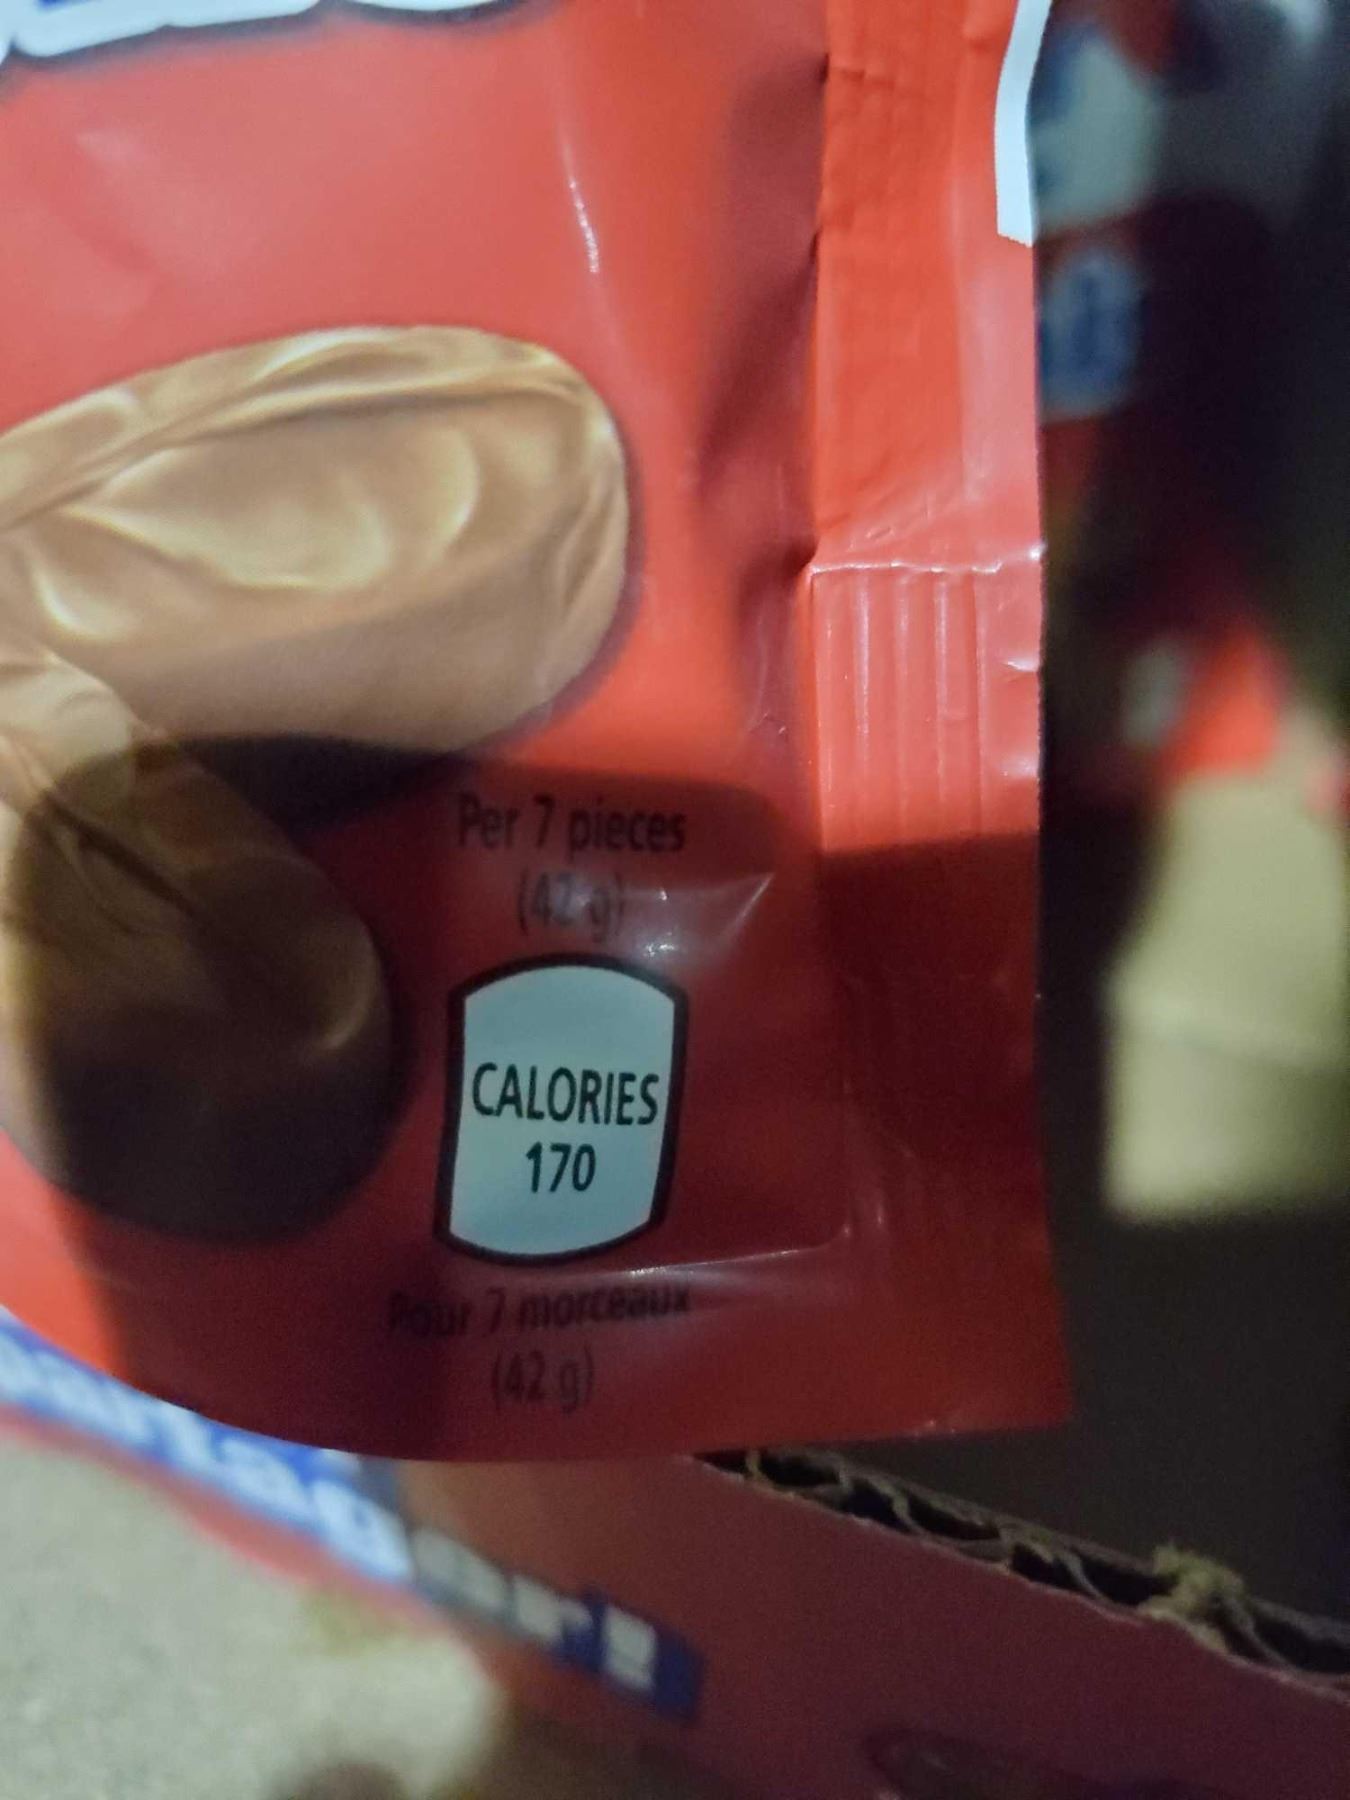 Per 7 pieces
(42 g)
CALORIES
170
Pour 7 morceaux
(42 g)